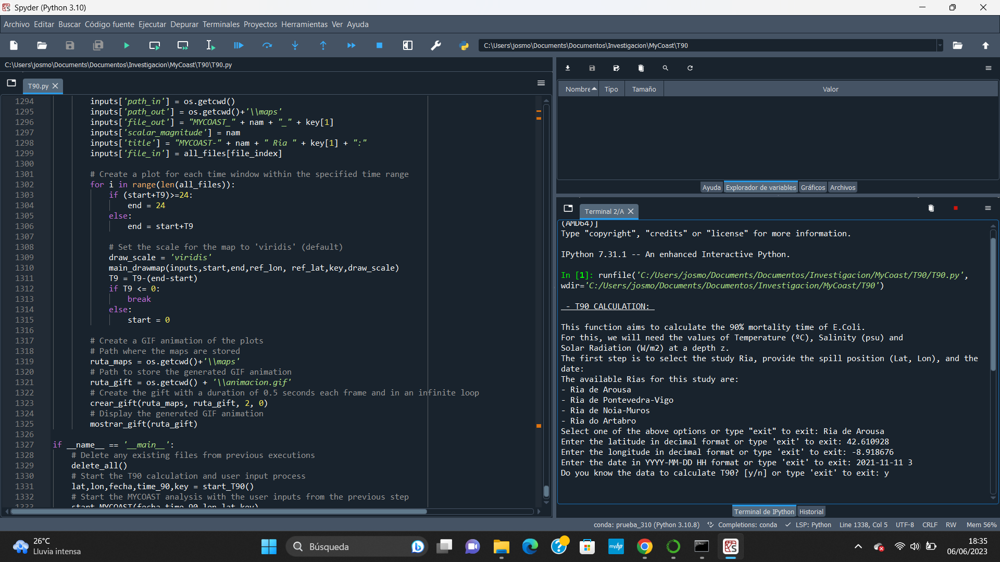 Spyder (Python 3.10)
Archivo Editar Buscar Código fuente Ejecutar Depurar Terminales Proyectos Herramientas Ver Ayuda
C:\Users\josmo\Documents\Documentos\Investigacion\MyCoast\T90
C:\Users\josmo\Documents\Documentos\Investigacion\MyCoast\T90\T90.py
T90.py
1294 inputs['path_in'] = os.getcwd()
1295 inputs['path_out'] = os.getcwd()+'\\maps'
1296 inputs['file_out'] = "MYCOAST_" + nam + "_" + key[1]
1297 inputs['scalar_magnitude'] = nam
1298 inputs['title'] = "MYCOAST-" + nam + " Ria " + key[1] + ":"
1299 inputs['file_in'] = all_files[file_index]
1300
1301 # Create a plot for each time window within the specified time range
1302 for i in range(len(all_files)):
1303 if (start+T9)>=24:
1304 end = 24
1305 else:
1306 end = start+T9
1307
1308 # Set the scale for the map to 'viridis' (default)
1309 draw_scale = 'viridis'
1310 main_drawmap(inputs,start,end,ref_lon, ref_lat,key,draw_scale)
1311 T9 = T9-(end-start)
1312 if T9 <= 0:
1313 break
1314 else:
1315 start = 0
1316
1317 # Create a GIF animation of the plots
1318 # Path where the maps are stored
1319 ruta_maps = os.getcwd()+'\\maps'
1320 # Path to store the generated GIF animation
1321 ruta_gift = os.getcwd() + '\\animacion.gif'
1322 # Create the gift with a duration of 0.5 seconds each frame and in an infinite loop
1323 crear_gift(ruta_maps, ruta_gift, 2, 0)
1324 # Display the generated GIF animation
1325 mostrar_gift(ruta_gift)
1326
1327 if __name__ == '__main__':
1328 # Delete any existing files from previous executions
1329 delete_all()
1330 # Start the T90 calculation and user input process
1331 lat,lon,fecha,time_90,key = start_T90()
1332 # Start the MYCOAST analysis with the user inputs from the previous step
1333 start_MYCOAST(fecha,time_90,lon,lat,key)
Nombre Tipo Tamaño Valor
Ayuda Explorador de variables Gráficos Archivos
Terminal 2/A
(AMD64)]
Type "copyright", "credits" or "license" for more information.
IPython 7.31.1 -- An enhanced Interactive Python.
In [1]: runfile('C:/Users/josmo/Documents/Documentos/Investigacion/MyCoast/T90/T90.py',
wdir='C:/Users/josmo/Documents/Documentos/Investigacion/MyCoast/T90')
- T90 CALCULATION:
This function aims to calculate the 90% mortality time of E.Coli.
For this, we will need the values of Temperature (ºC), Salinity (psu) and
Solar Radiation (W/m2) at a depth z.
The first step is to select the study Ria, provide the spill position (Lat, Lon), and the
date:
The available Rias for this study are:
- Ria de Arousa
- Ria de Pontevedra-Vigo
- Ria de Noia-Muros
- Ria do Artabro
Select one of the above options or type "exit" to exit: Ria de Arousa
Enter the latitude in decimal format or type 'exit' to exit: 42.610928
Enter the longitude in decimal format or type 'exit' to exit: -8.918676
Enter the date in YYYY-MM-DD HH format or type 'exit' to exit: 2021-11-11 3
Do you know the data to calculate T90? [y/n] or type 'exit' to exit: y
Terminal de IPython Historial
conda: prueba_310 (Python 3.10.8) Completions: conda LSP: Python Line 1338, Col 5 UTF-8 CRLF RW Mem 56%
26°C
Lluvia intensa
Búsqueda
myhp
18:35
06/06/2023